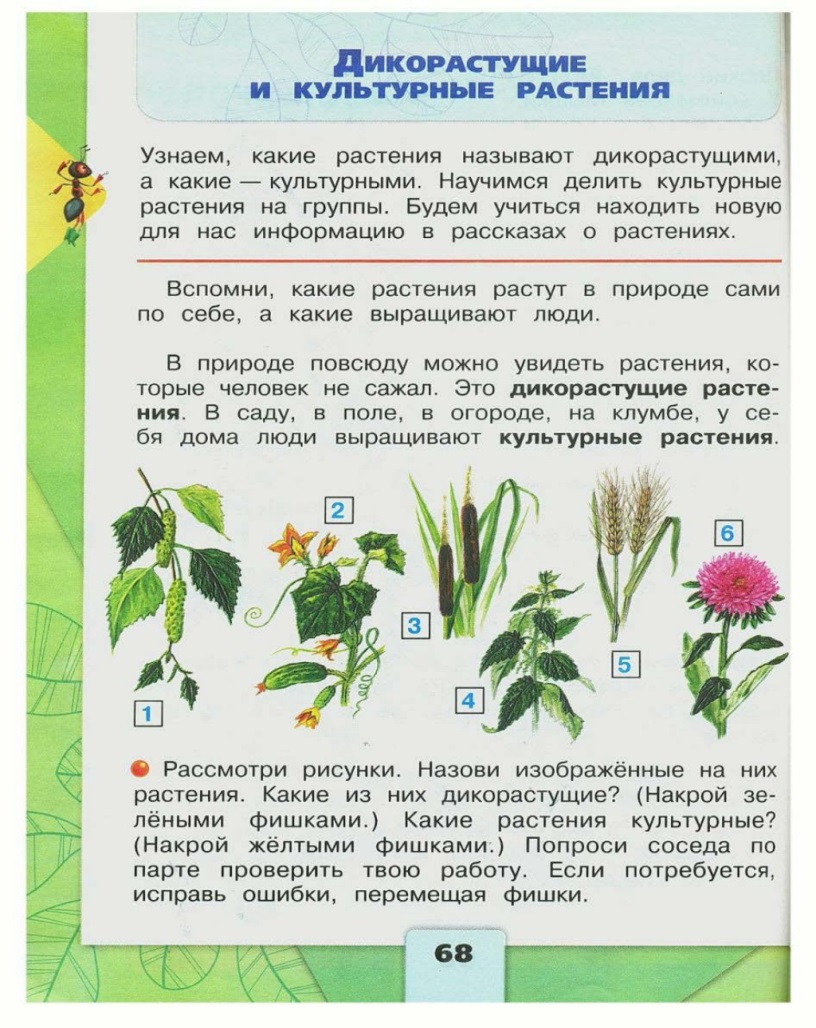 Дикорастущие
и культурные растения
Узнаем, какие растения называют дикорастущими,
а какие — культурными. Научимся делить культурные
растения на группы. Будем учиться находить новую
для нас информацию в рассказах о растениях.
Вспомни, какие растения растут в природе сами
по себе, а какие выращивают люди.
В природе повсюду можно увидеть растения, ко-
торые человек не сажал. Это дикорастущие расте-
ния. В саду, в поле, в огороде, на клумбе, у се-
бя дома люди выращивают культурные растения.
1
2
3
4
5
6
Рассмотри рисунки. Назови изображённые на них
растения. Какие из них дикорастущие? (Накрой зе-
лёными фишками.) Какие растения культурные?
(Накрой жёлтыми фишками.) Попроси соседа по
парте проверить твою работу. Если потребуется,
исправь ошибки, перемещая фишки.
68